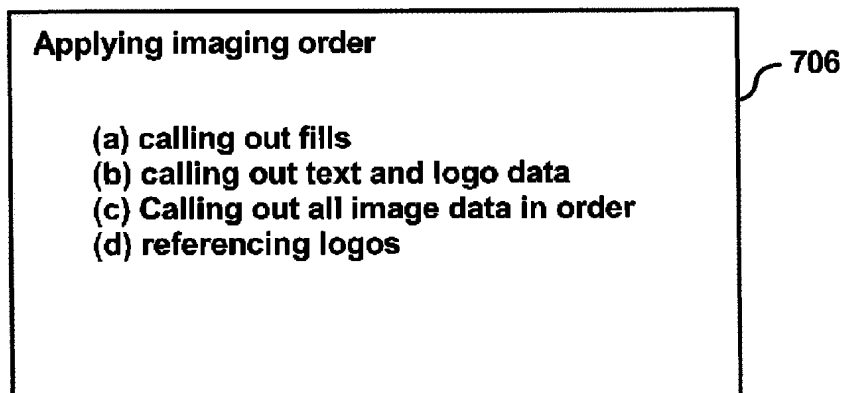 Applying imaging order
706
(a) calling out fills
(b) calling out text and logo data
(c) Calling out all image data in order
(d) referencing logos